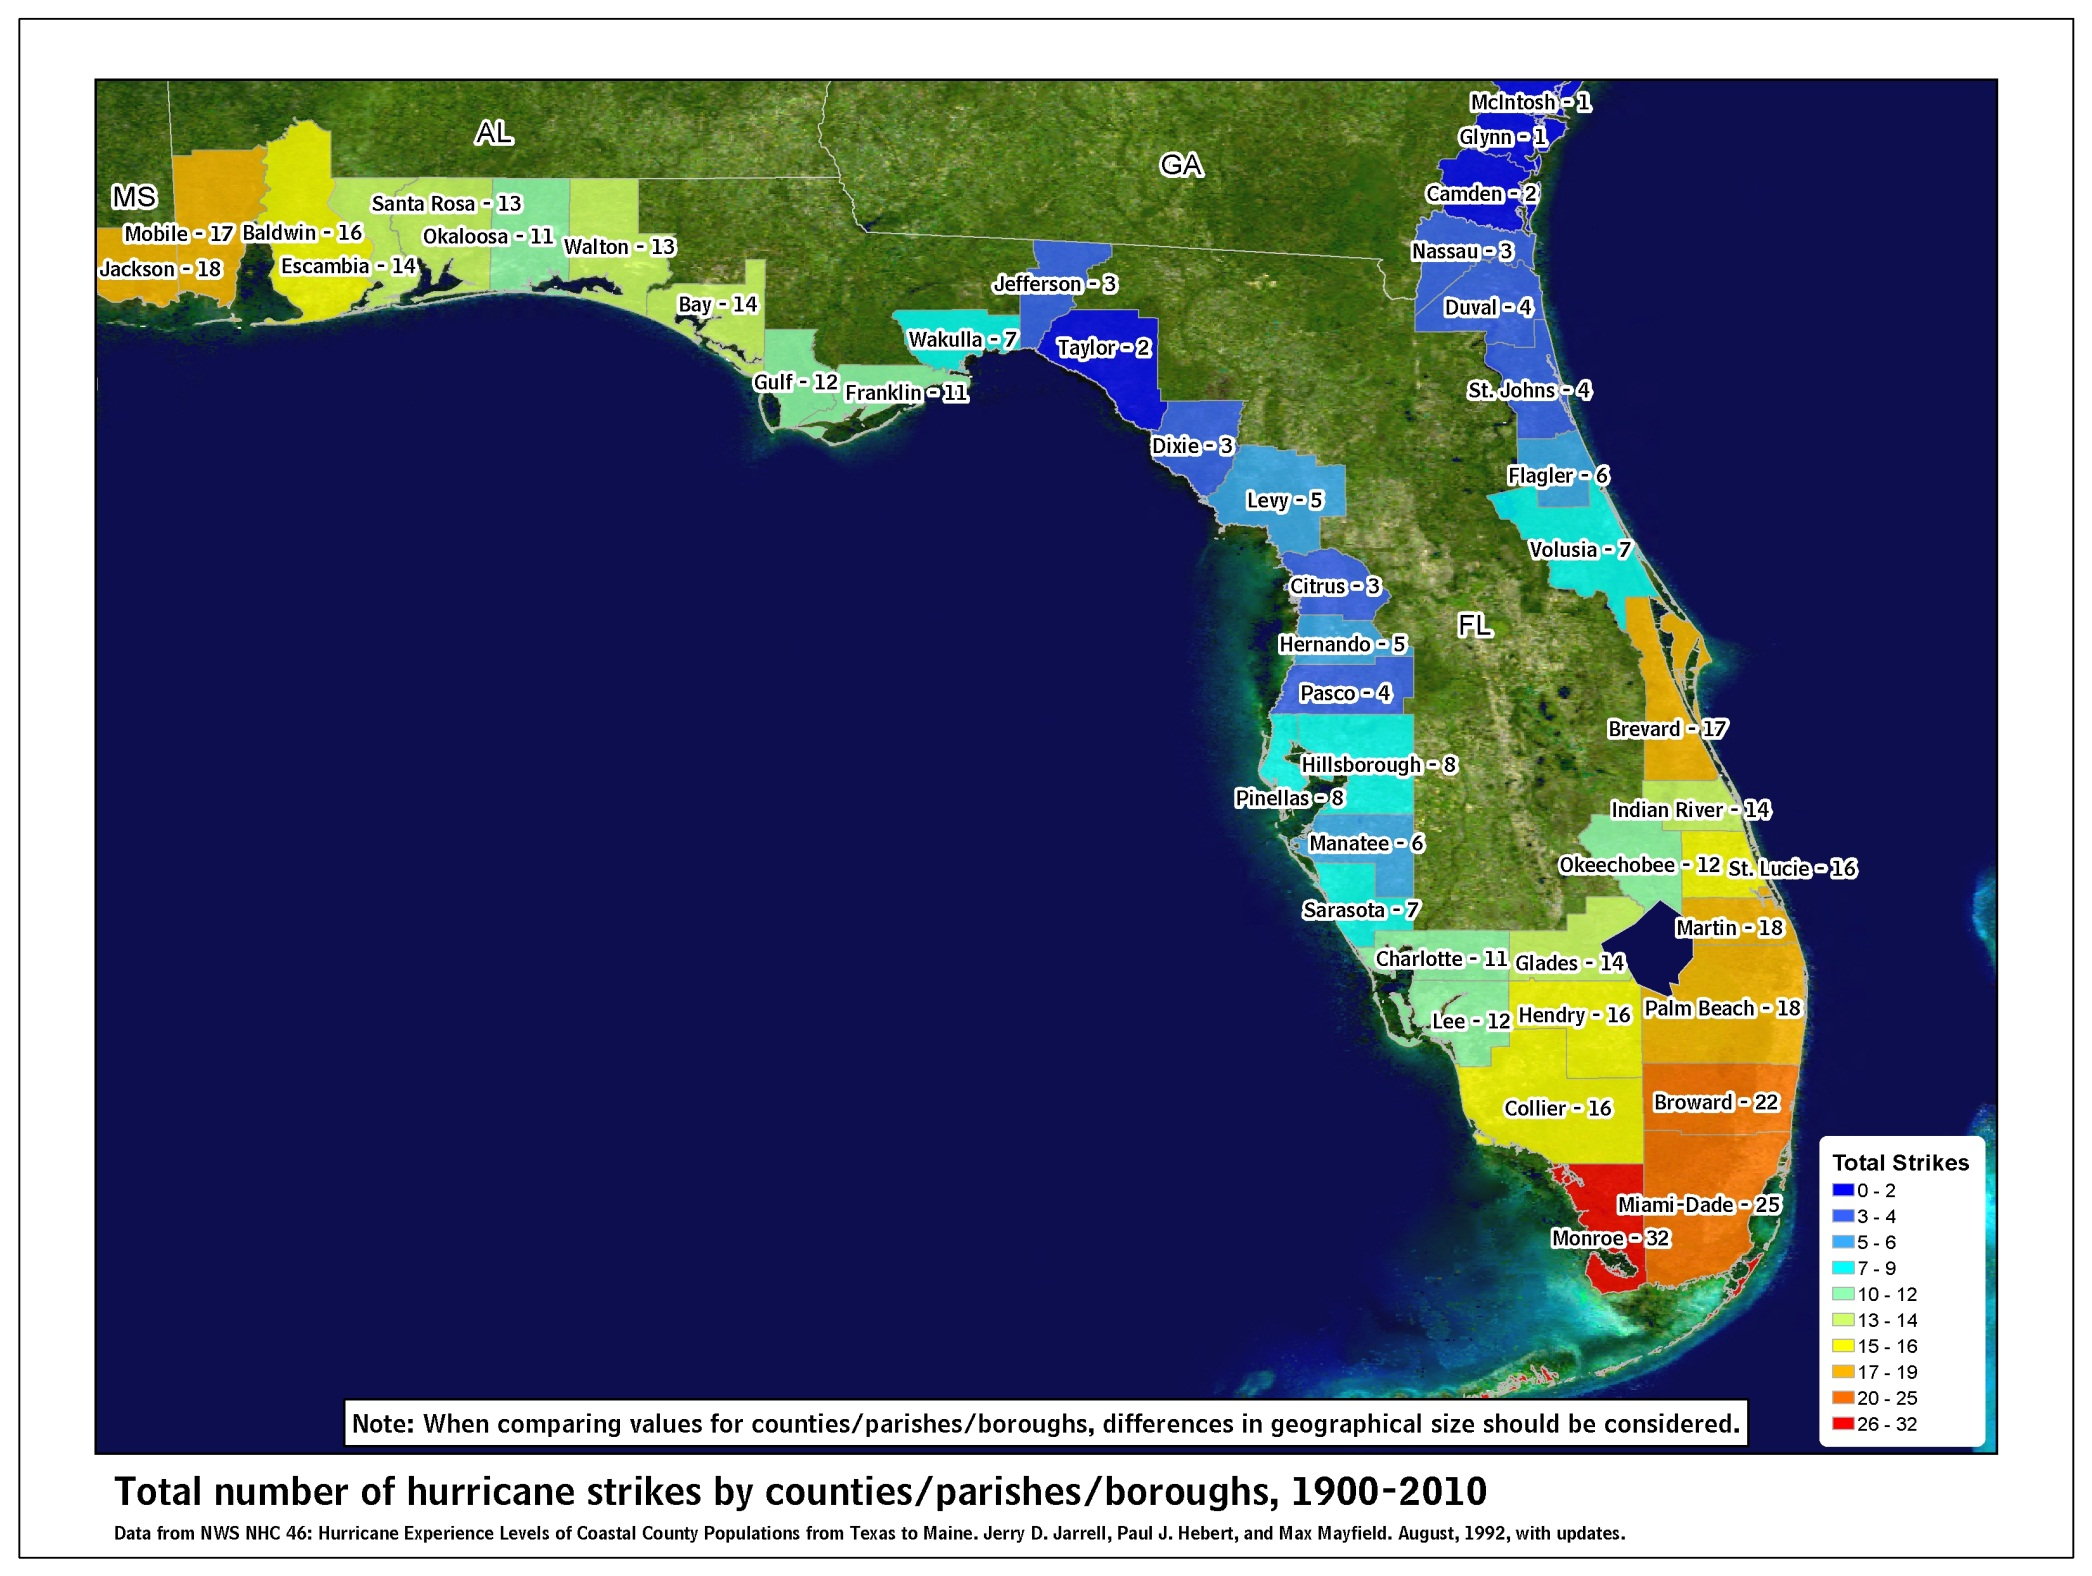 McIntosh - 1
Glynn - 1
AL
GA
Camden - 2
MS
Santa Rosa - 13
Mobile - 17
Baldwin - 16
Okaloosa - 11
Walton - 13
Nassau - 3
Jackson - 18
Escambia - 14
Jefferson - 3
Bay - 14
Duval - 4
Wakulla - 7
Taylor - 2
Gulf - 12
Franklin - 11
St. Johns - 4
Dixie - 3
Flagler - 6
Levy - 5
Volusia - 7
Citrus - 3
FL
Hernando - 5
Pasco - 4
Brevard - 17
Hillsborough - 8
Pinellas - 8
Indian River - 14
Manatee - 6
Okeechobee - 12
St. Lucie - 16
Sarasota - 7
Martin - 18
Charlotte - 11
Glades - 14
Palm Beach - 18
Lee - 12
Hendry - 16
Broward - 22
Collier - 16
Miami-Dade - 25
Monroe - 32
Total Strikes
0 - 2
3 - 4
5 - 6
7 - 9
10 - 12
13 - 14
15 - 16
17 - 19
20 - 25
26 - 32
Note: When comparing values for counties/parishes/boroughs, differences in geographical size should be considered.
Total number of hurricane strikes by counties/parishes/boroughs, 1900-2010
Data from NWS NHC 46: Hurricane Experience Levels of Coastal County Populations from Texas to Maine. Jerry D. Jarrell, Paul J. Hebert, and Max Mayfield. August, 1992, with updates.